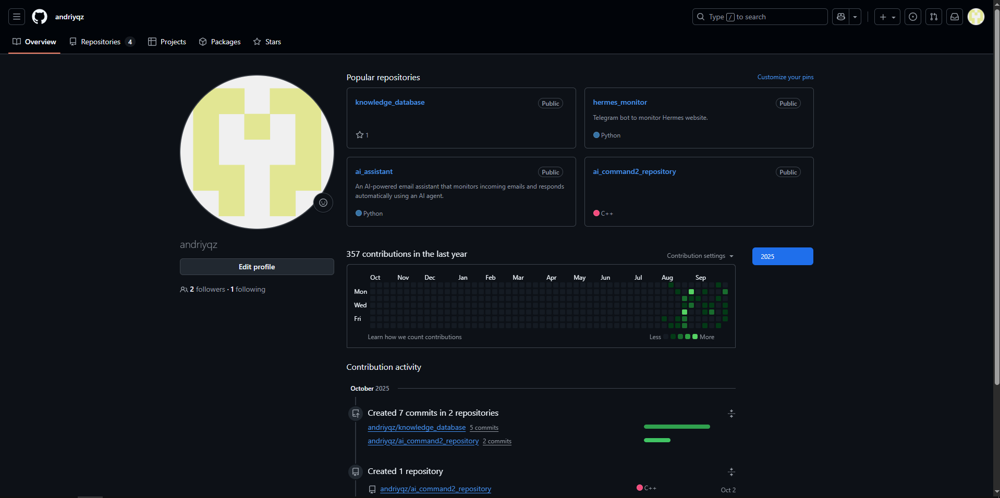 andriyqz
Type / to search
Overview
Repositories 4
Projects
Packages
Stars
andriyqz
Edit profile
2 followers · 1 following
Popular repositories
Customize your pins
knowledge_database
Public
1
hermes_monitor
Public
Telegram bot to monitor Hermes website.
Python
ai_assistant
Public
An AI-powered email assistant that monitors incoming emails and responds
automatically using an AI agent.
Python
ai_command2_repository
Public
C++
357 contributions in the last year
Contribution settings
2025
Oct Nov Dec Jan Feb Mar Apr May Jun Jul Aug Sep
Mon
Wed
Fri
Learn how we count contributions
Less More
Contribution activity
October 2025
Created 7 commits in 2 repositories
andriyqz/knowledge_database 5 commits
andriyqz/ai_command2_repository 2 commits
Created 1 repository
andriyqz/ai_command2_repository
C++
Oct 2